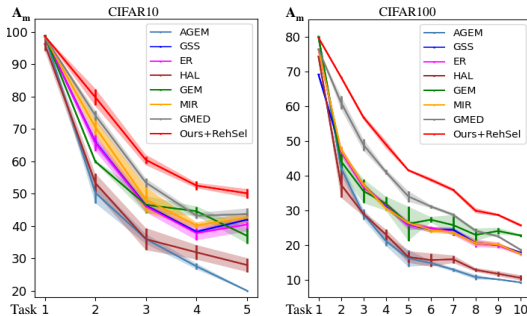 A_m CIFAR10
100
90
80
70
60
50
40
30
20
AGEM
GSS
ER
HAL
GEM
MIR
GMED
Ours+RehSel
Task 1 2 3 4 5
A_m CIFAR100
80
70
60
50
40
30
20
10
AGEM
GSS
ER
HAL
GEM
MIR
GMED
Ours+RehSel
Task 1 2 3 4 5 6 7 8 9 10